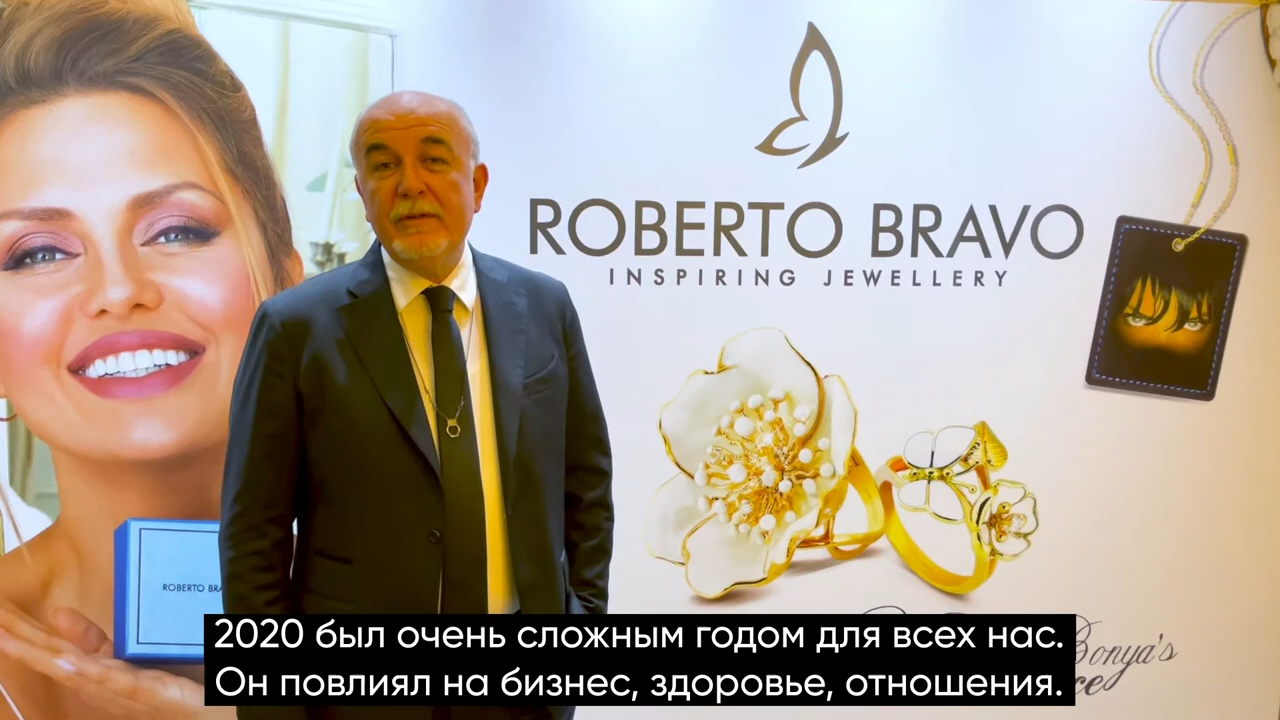 ROBERTO BRAVO
INSPIRING JEWELLERY
ROBERTO
Bonya's
2020 был очень сложным годом для всех нас.
Он повлиял на бизнес, здоровье, отношения.